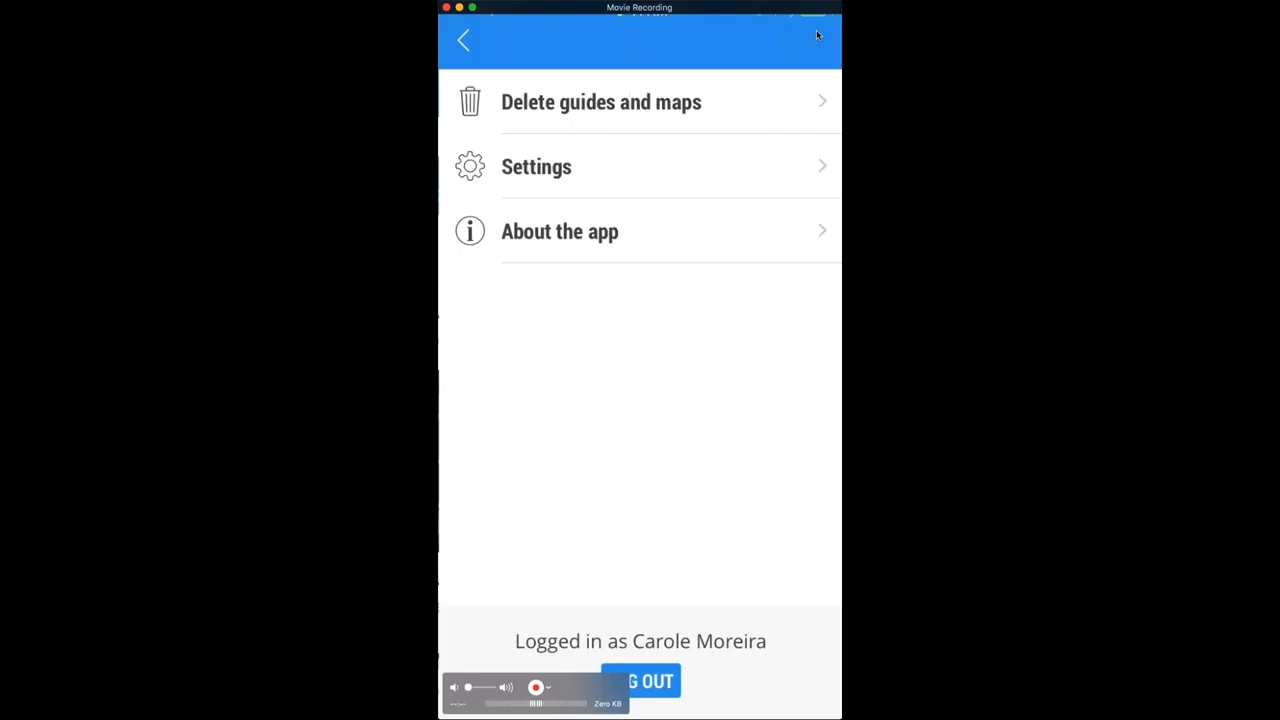 Movie Recording
Delete guides and maps
Settings
About the app
Logged in as Carole Moreira
G OUT
--:--
Zero KB